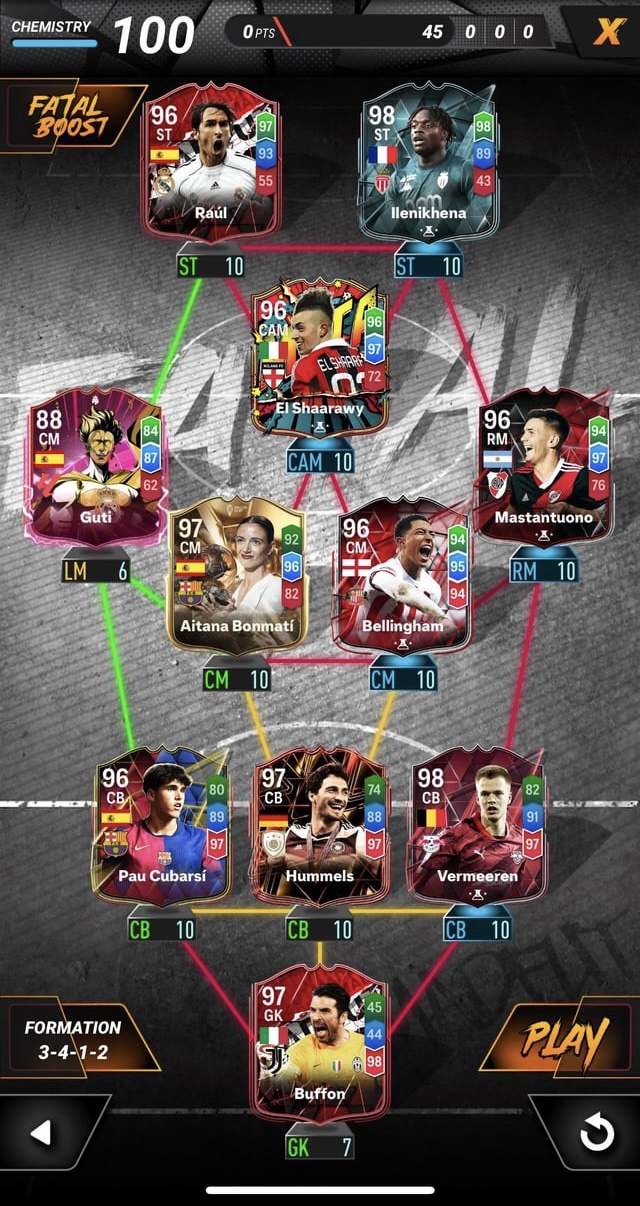 CHEMISTRY 100
0 PTS 45 0 0 0
X
FATAL
BOOST
96
ST
97
93
55
Raúl
ST 10
98
ST
98
89
43
Ilenikhena
ST 10
96
CAM
96
97
72
EL SHAARAWY
El Shaarawy
CAM 10
88
CM
84
87
62
Guti
LM 6
96
RM
94
97
76
Mastantuono
RM 10
97
CM
92
96
82
Aitana Bonmatí
CM 10
96
CM
94
95
94
Bellingham
CM 10
96
CB
80
89
97
Pau Cubarsí
CB 10
97
CB
74
88
97
Hummels
CB 10
98
CB
82
91
97
Vermeeren
CB 10
97
GK
45
44
98
Buffon
GK 7
FORMATION
3-4-1-2
PLAY